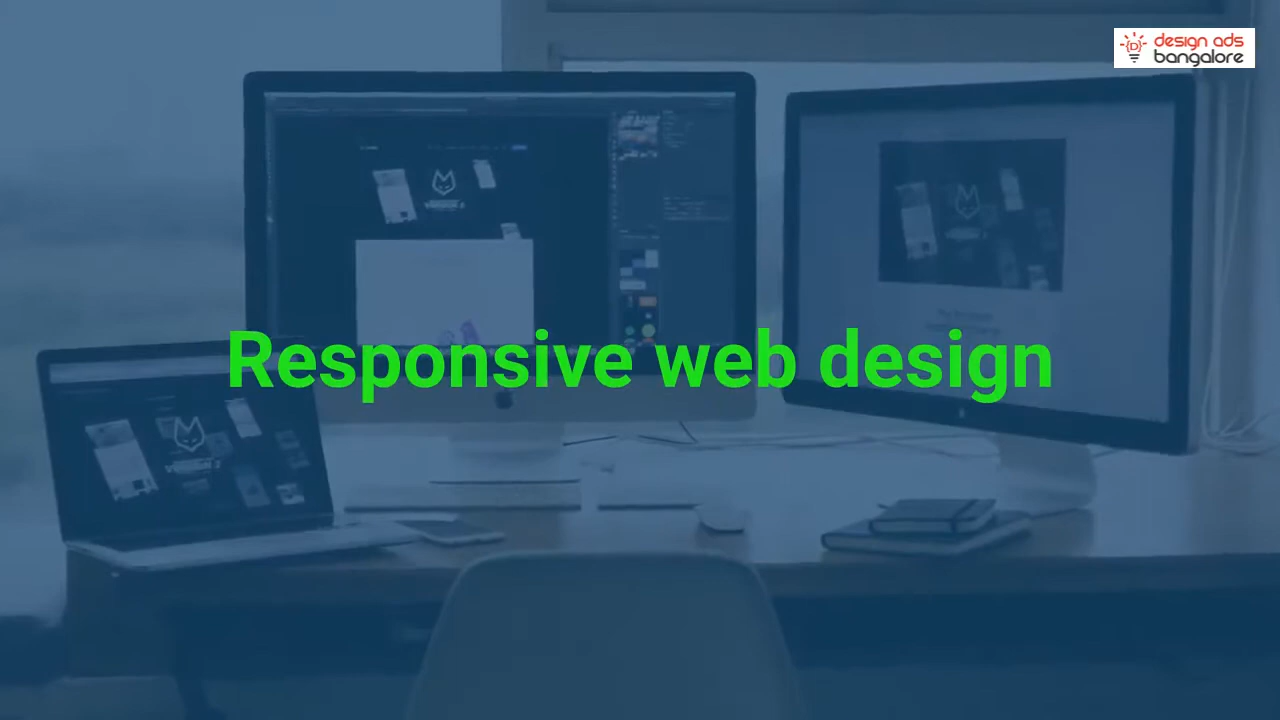 design ads
bangalore
Responsive web design